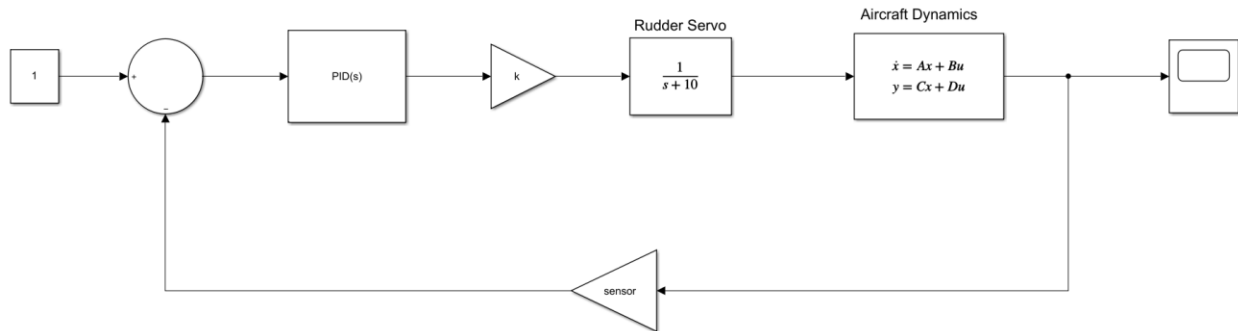 Rudder Servo
Aircraft Dynamics
1
+
−
PID(s)
k
1
s + 10
ẋ = Ax + Bu
y = Cx + Du
sensor